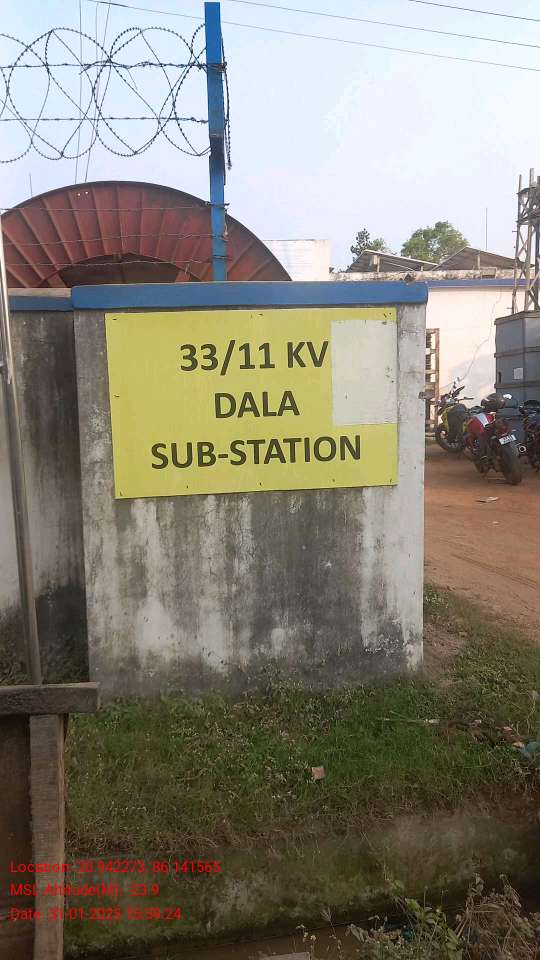 33/11 KV
DALA
SUB-STATION
Location: 20.942273, 86.141565
MSL Altitude(M): -23.9
Date: 31-01-2025 15:39:24